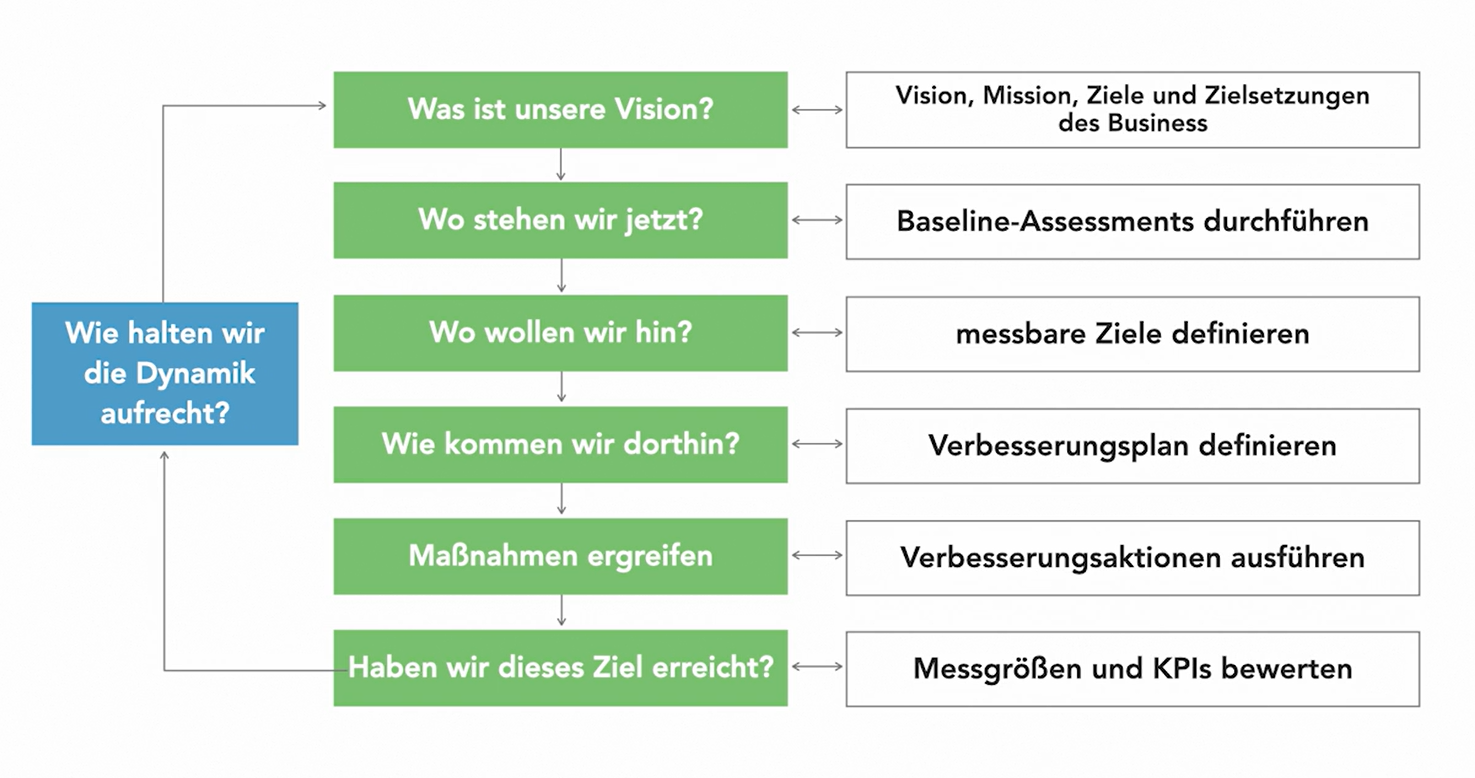 Was ist unsere Vision?
Vision, Mission, Ziele und Zielsetzungen
des Business
Wo stehen wir jetzt?
Baseline-Assessments durchführen
Wo wollen wir hin?
messbare Ziele definieren
Wie halten wir
die Dynamik
aufrecht?
Wie kommen wir dorthin?
Verbesserungsplan definieren
Maßnahmen ergreifen
Verbesserungsaktionen ausführen
Haben wir dieses Ziel erreicht?
Messgrößen und KPIs bewerten